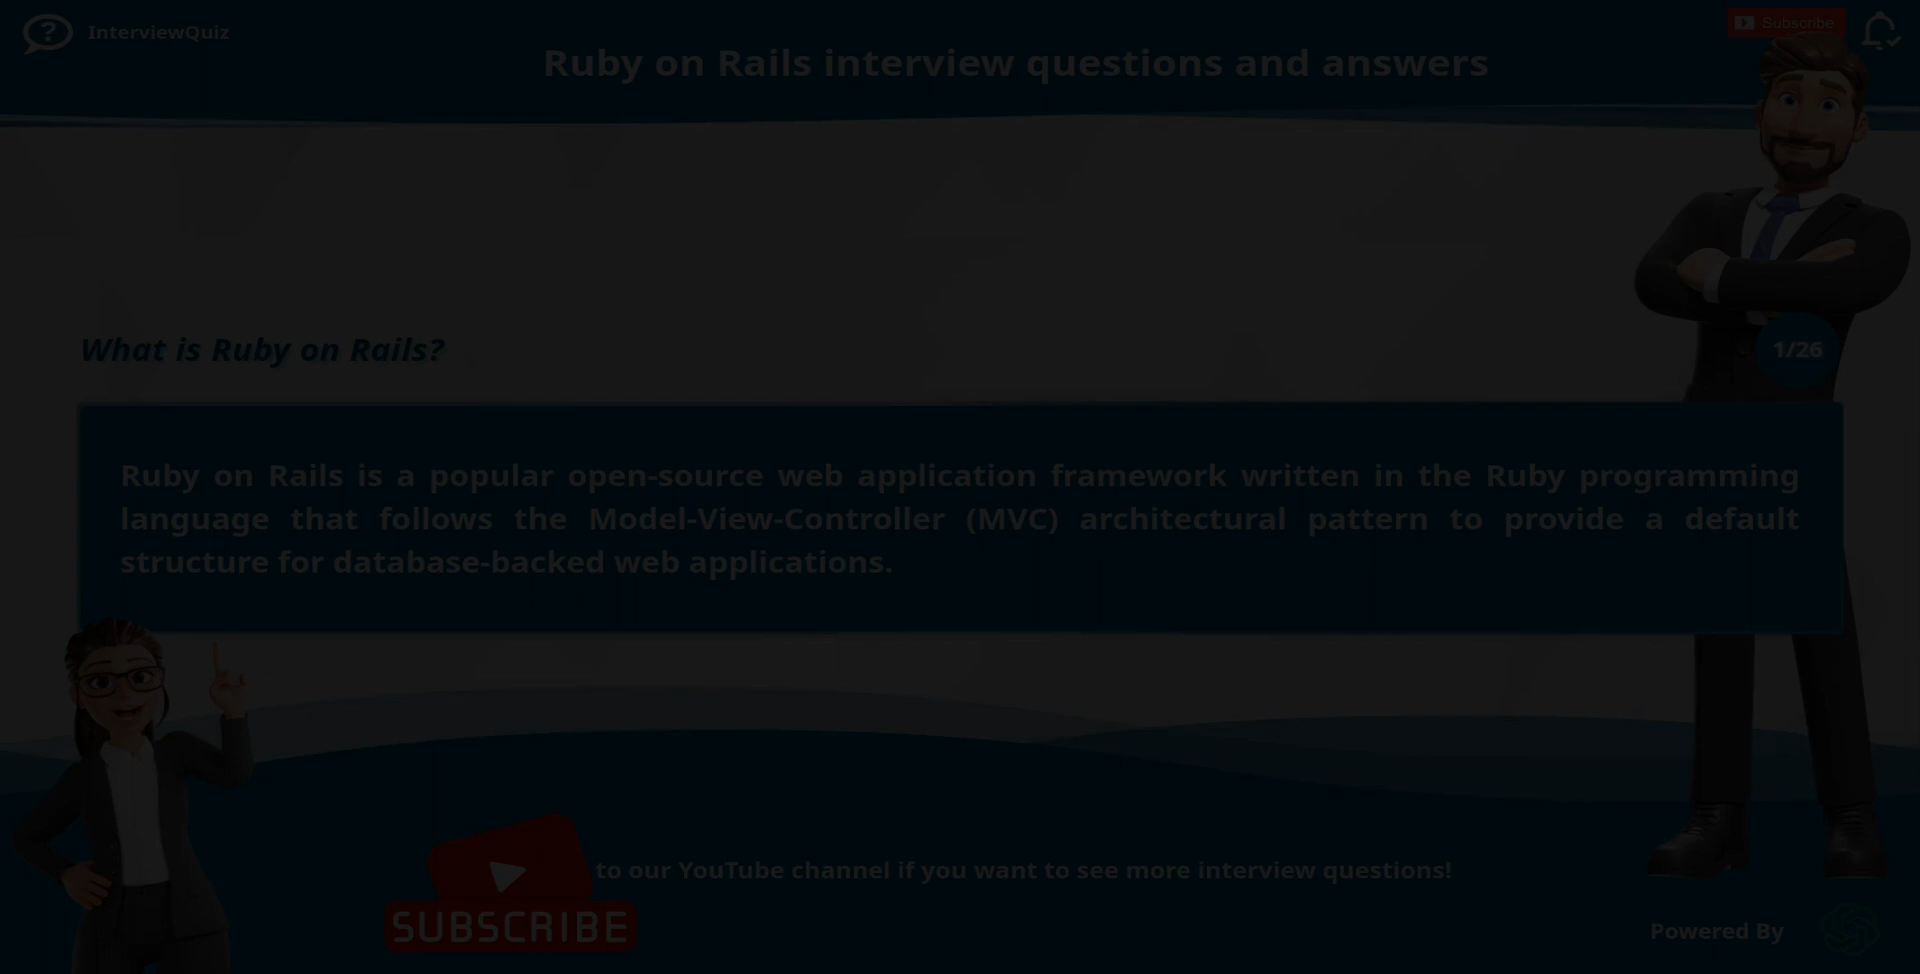 InterviewQuiz
Subscribe
Ruby on Rails interview questions and answers
What is Ruby on Rails?
1/26
Ruby on Rails is a popular open-source web application framework written in the Ruby programming
language that follows the Model-View-Controller (MVC) architectural pattern to provide a default
structure for database-backed web applications.
to our YouTube channel if you want to see more interview questions!
SUBSCRIBE
Powered By